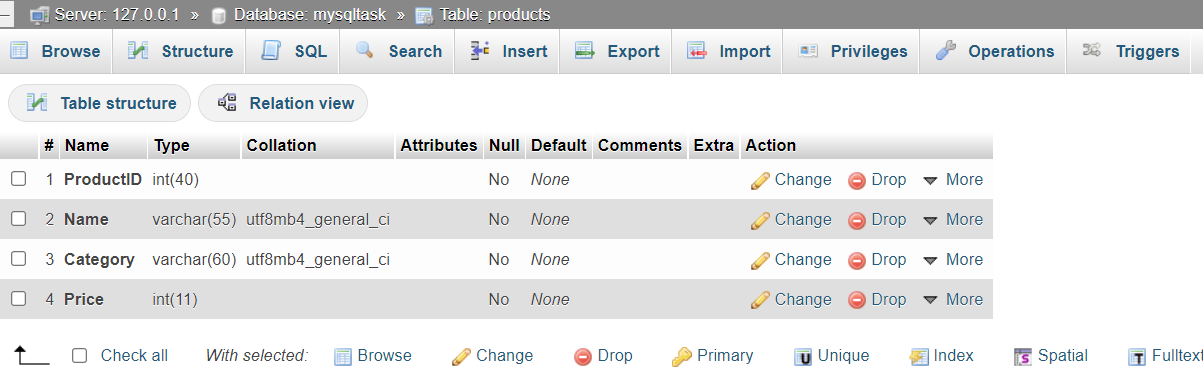 Server: 127.0.0.1 » Database: mysqltask » Table: products
Browse Structure SQL Search Insert Export Import Privileges Operations Triggers
Table structure Relation view
# Name Type Collation Attributes Null Default Comments Extra Action
1 ProductID int(40) No None Change Drop More
2 Name varchar(55) utf8mb4_general_ci No None Change Drop More
3 Category varchar(60) utf8mb4_general_ci No None Change Drop More
4 Price int(11) No None Change Drop More
Check all With selected: Browse Change Drop Primary Unique Index Spatial Fulltext